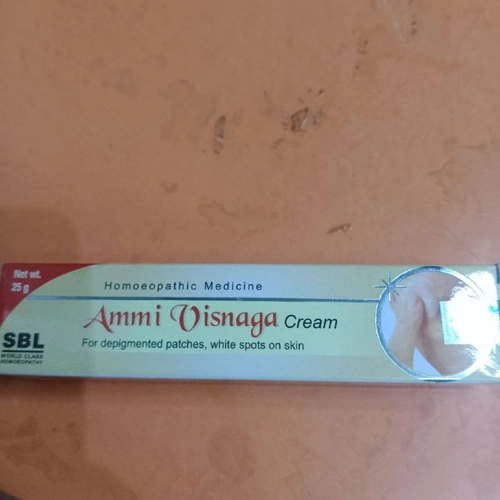 Net wt.
25 g
Homoeopathic Medicine
Ammi Visnaga Cream
For depigmented patches, white spots on skin
SBL
WORLD CLASS
HOMOEOPATHY